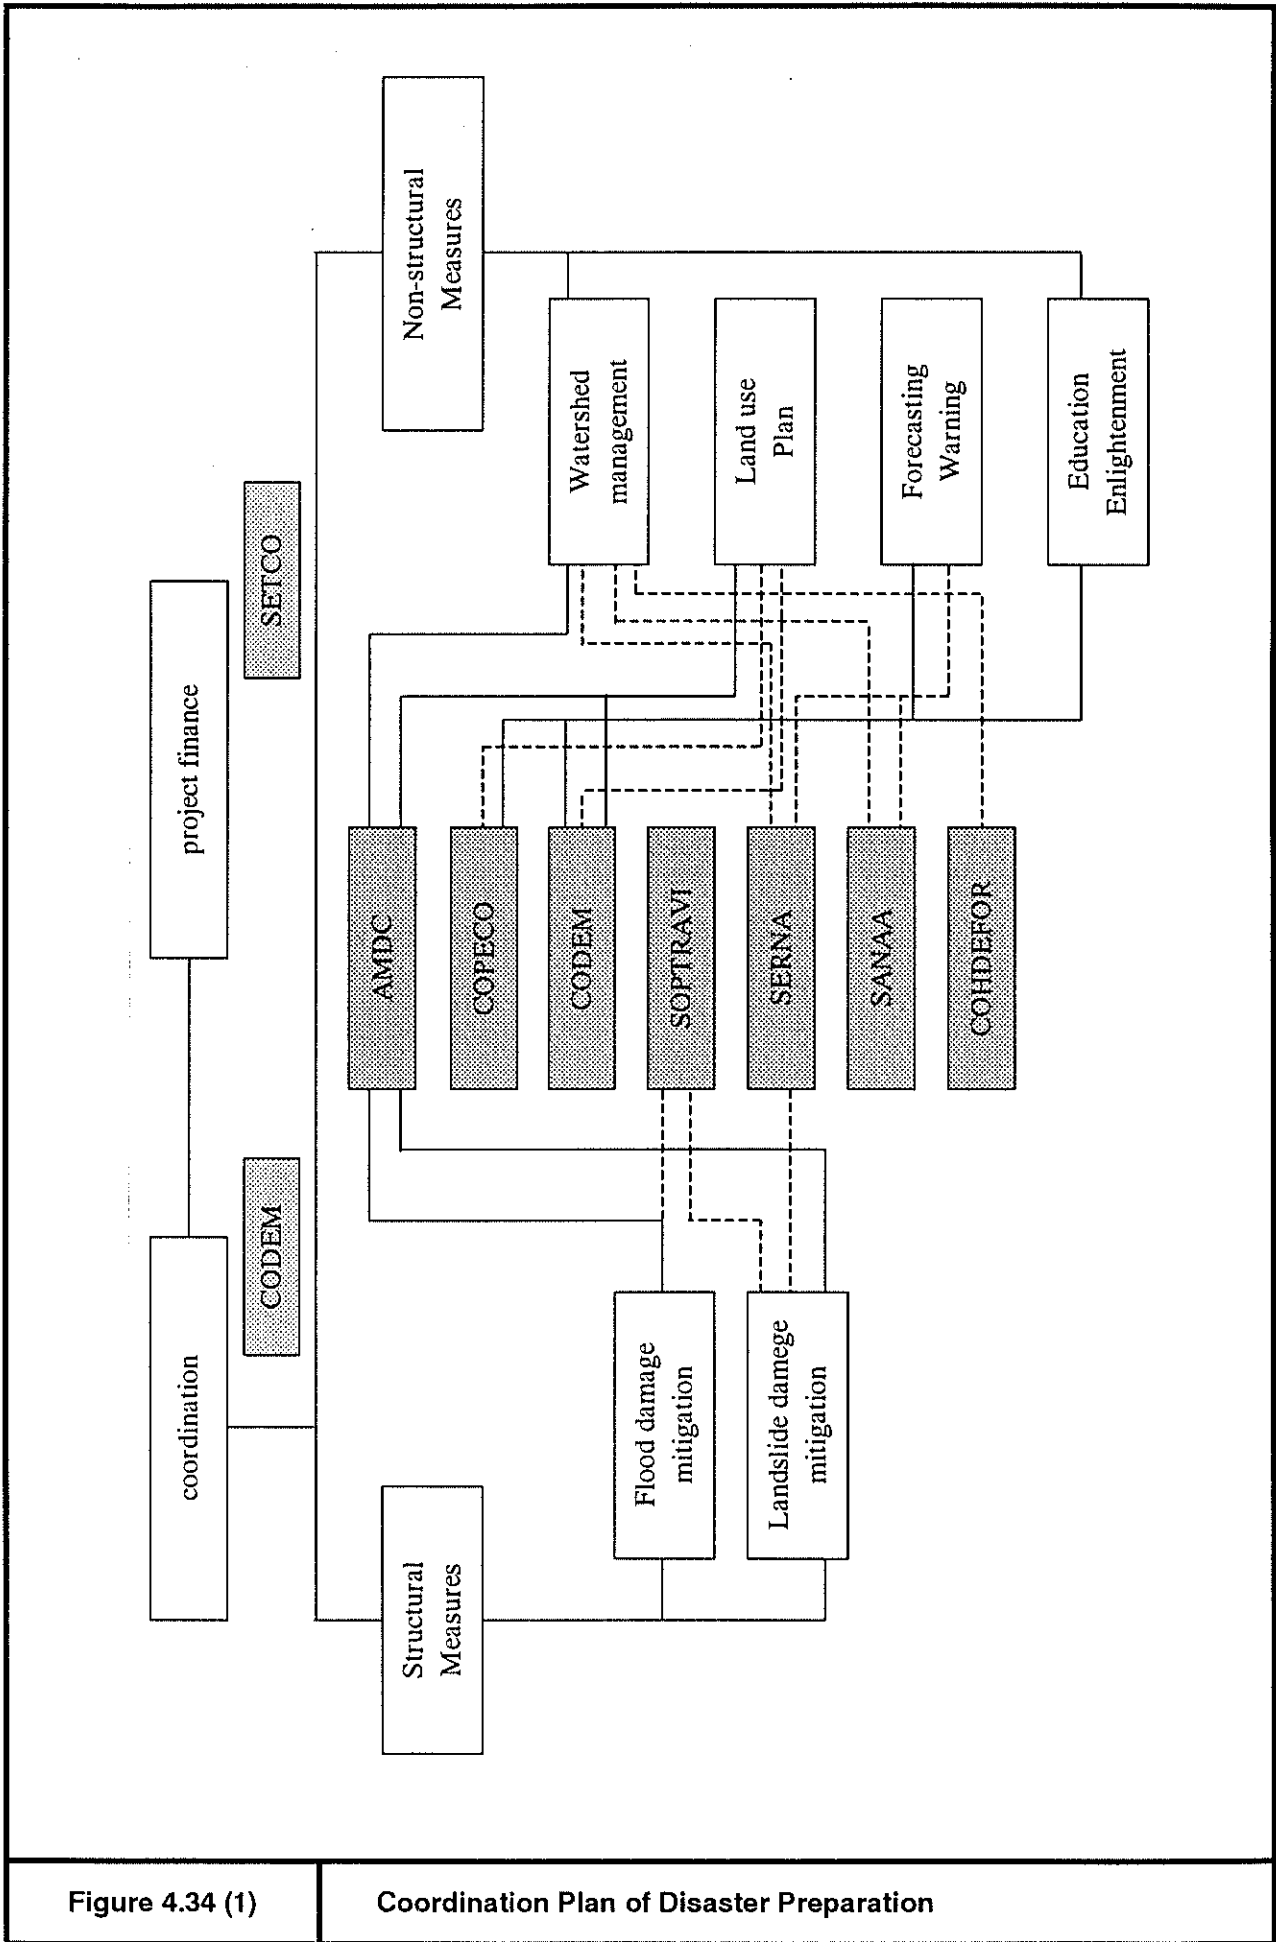 coordination
project finance
CODEM
SETCO
Structural
Measures
Non-structural
Measures
Flood damage
mitigation
Landslide damege
mitigation
AMDC
COPECO
CODEM
SOPTRAVI
SERNA
SANAA
COHDEFOR
Watershed
management
Land use
Plan
Forecasting
Warning
Education
Enlightenment
Figure 4.34 (1)
Coordination Plan of Disaster Preparation